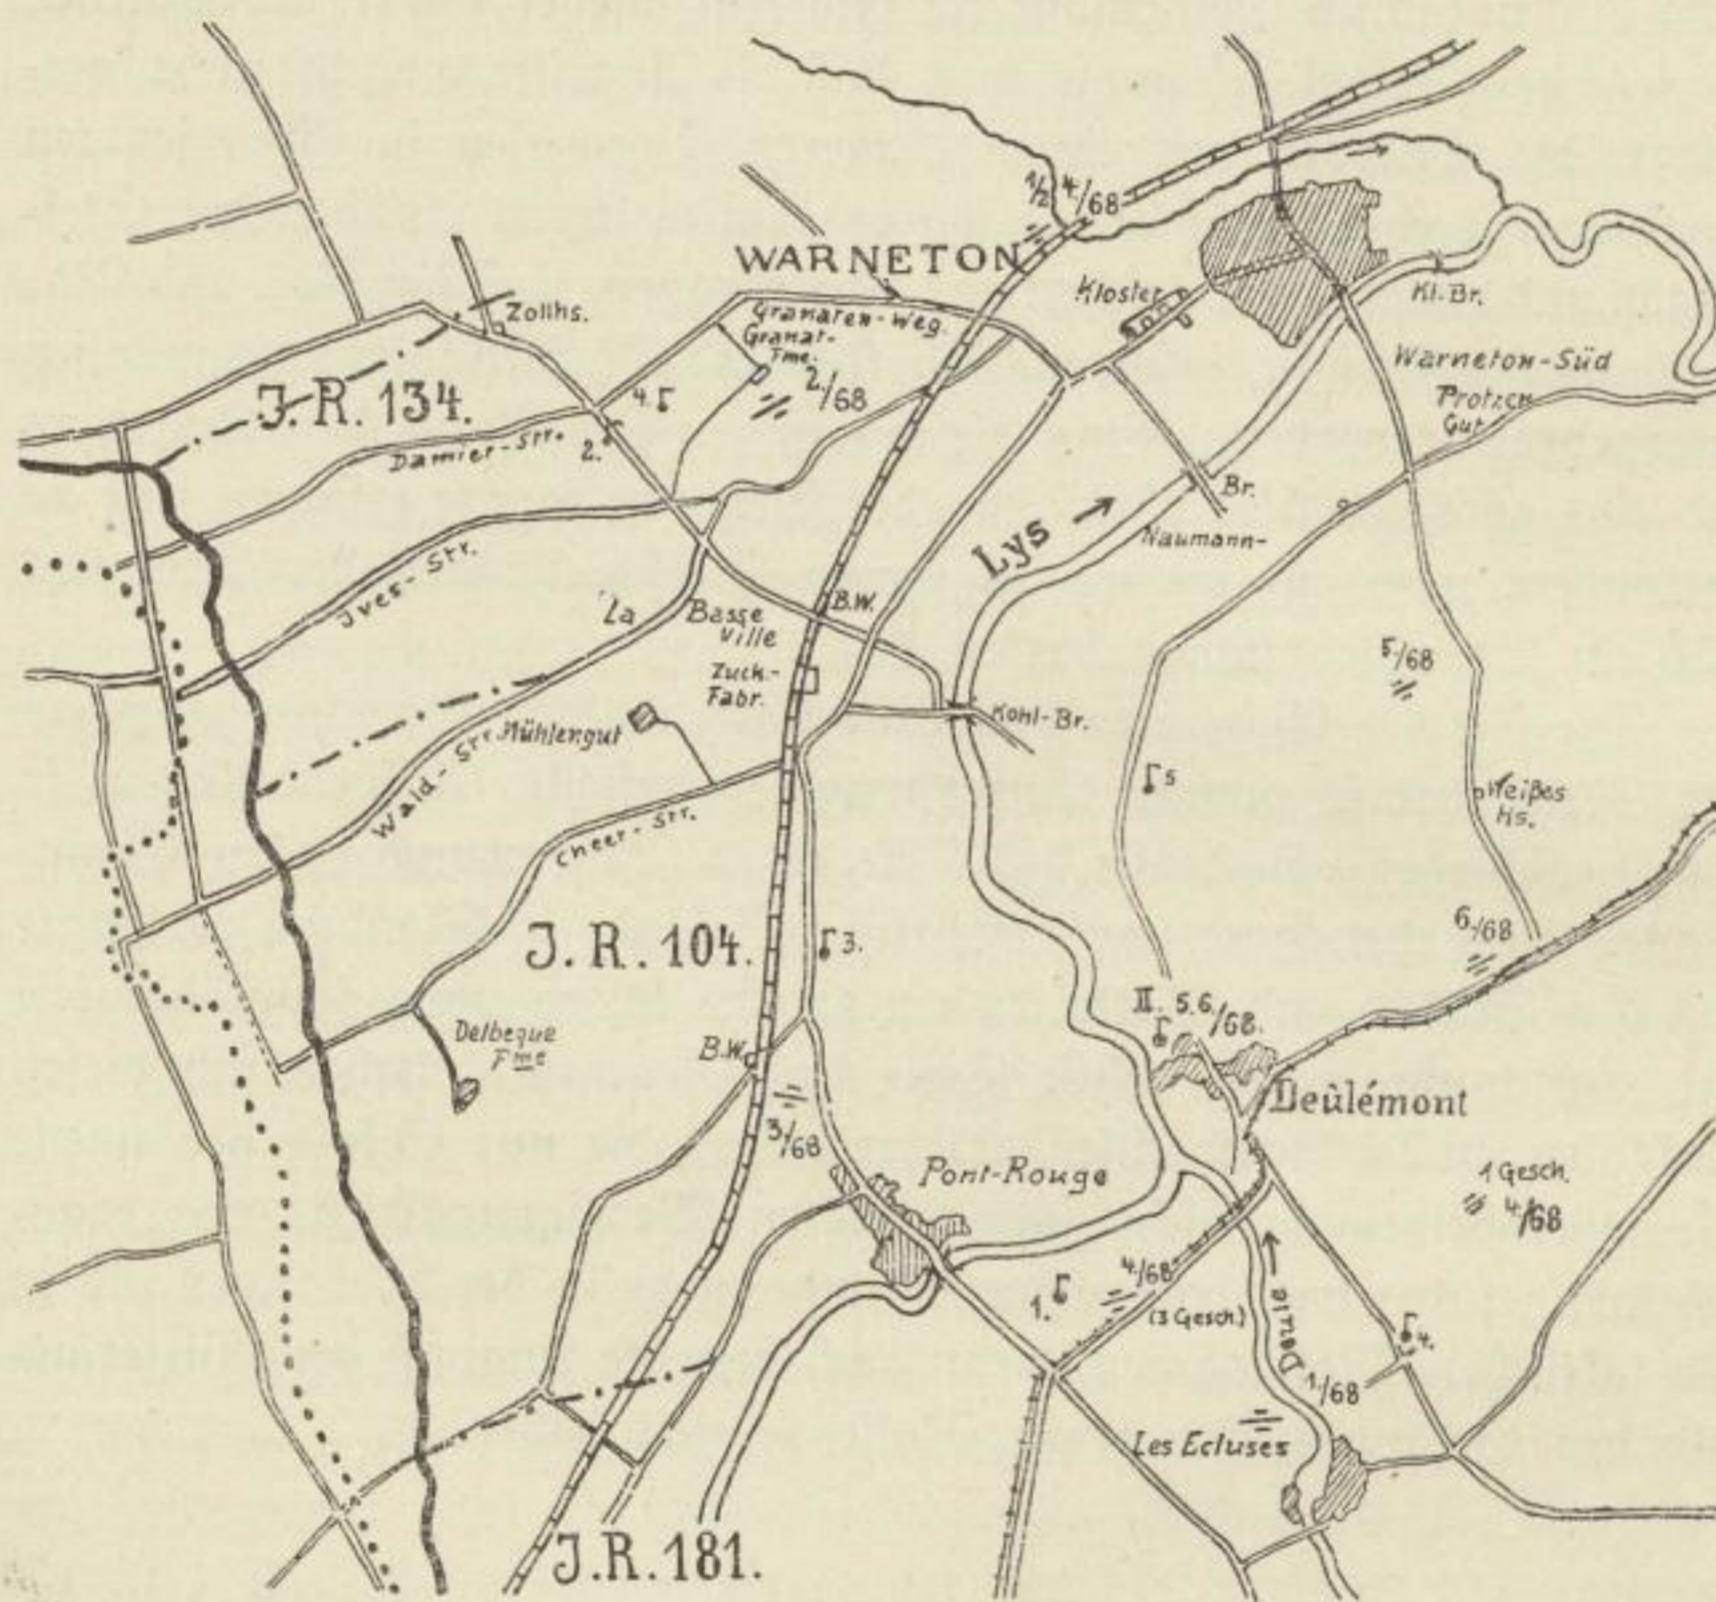 ½ 4./68
WARNETON
Kloster
Kl.-Br.
Zollhs.
Granaten-Weg.
Granat-
Fme.
2./68
Warneton-Süd
Protzen
Gut
J.R. 134.
4.
2.
Damier-Str.
Br.
Naumann-
Lys
Jves-Str.
La Basse
Ville
B.W.
Zuck.-
Fabr.
5./68
Mühlengut
Kohl-Br.
Wald-Str.
5
Weißes
Hs.
Cheer-Str.
J.R. 104.
3.
6./68
II. 5.6./68.
Delbeque
Fme
B.W.
Deûlémont
3./68
Pont-Rouge
1 Gesch.
4./68
4./68
(3 Gesch.)
1.
Deule
4.
1./68
Les Ecluses
J.R. 181.